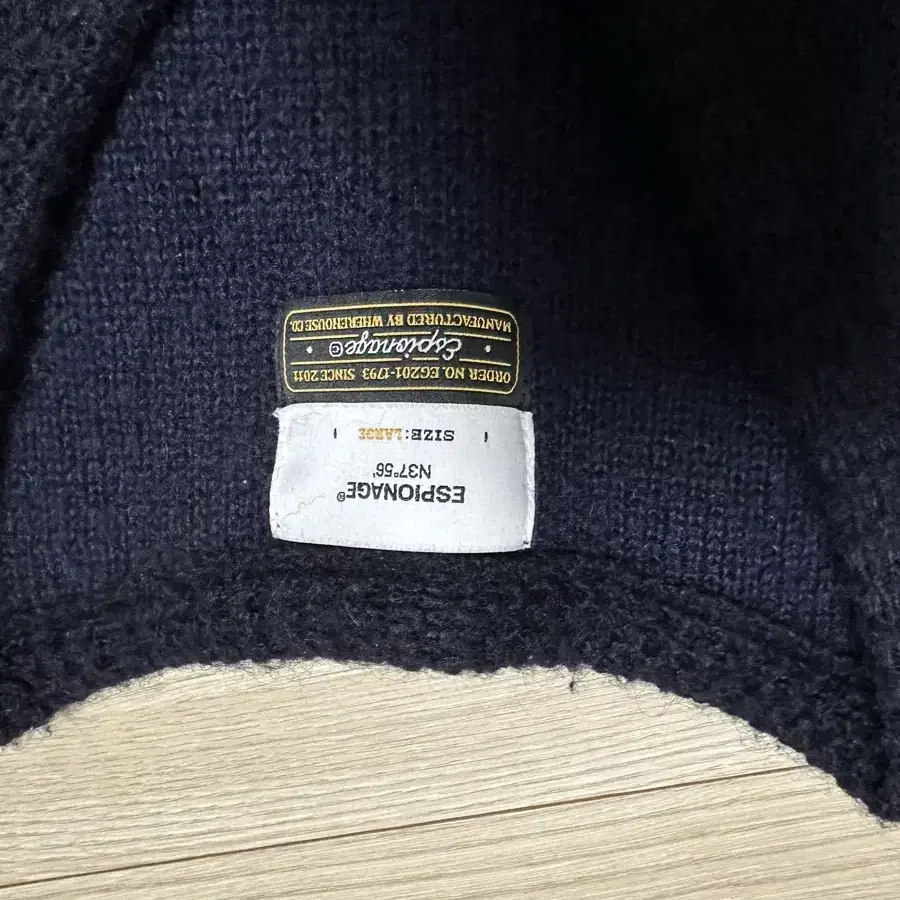 ESPIONAGE®
N37°56'
SIZE:LARGE
ORDER NO.EG201-1793 SINCE 2011
Espionage©
MANUFACTURED BY WHEREHOUSE CO.